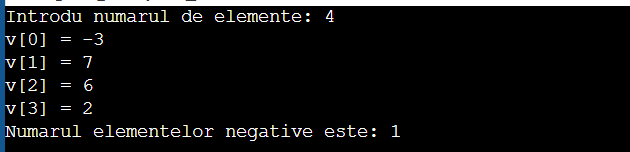 Introdu numarul de elemente: 4
v[0] = -3
v[1] = 7
v[2] = 6
v[3] = 2
Numarul elementelor negative este: 1